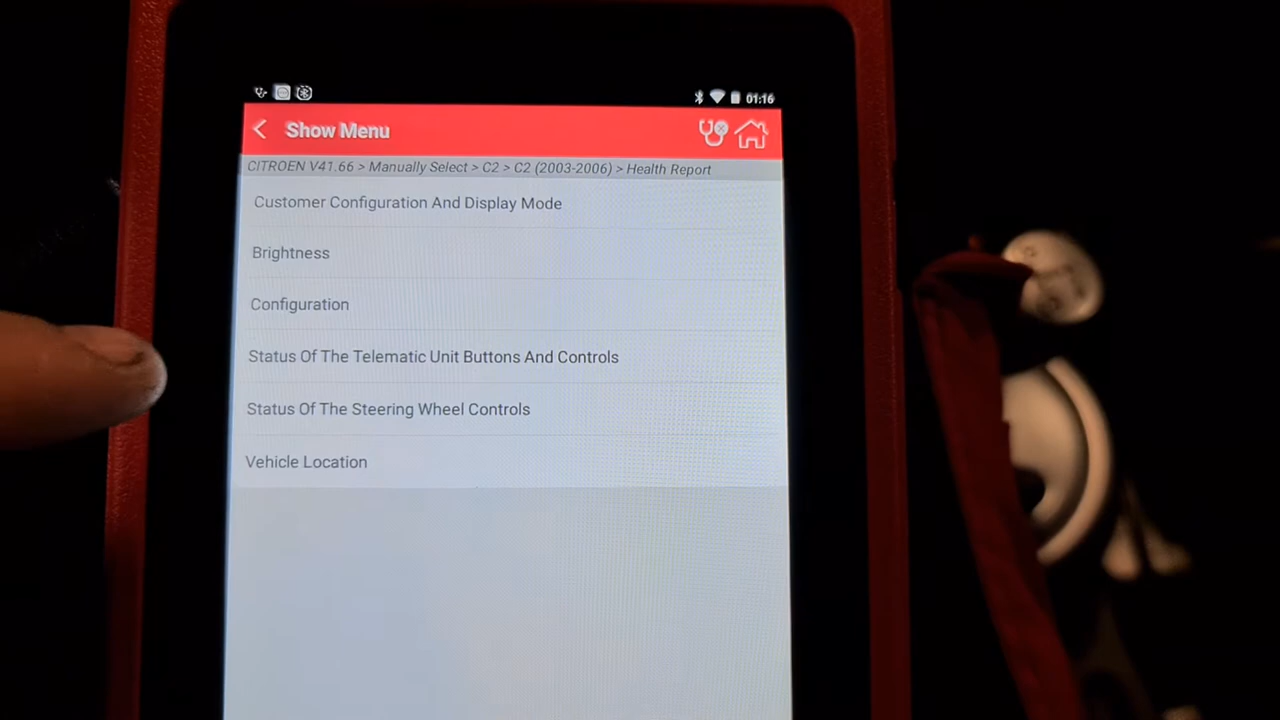 01:16
Show Menu
CITROEN V41.66 > Manually Select > C2 > C2 (2003-2006) > Health Report
Customer Configuration And Display Mode
Brightness
Configuration
Status Of The Telematic Unit Buttons And Controls
Status Of The Steering Wheel Controls
Vehicle Location